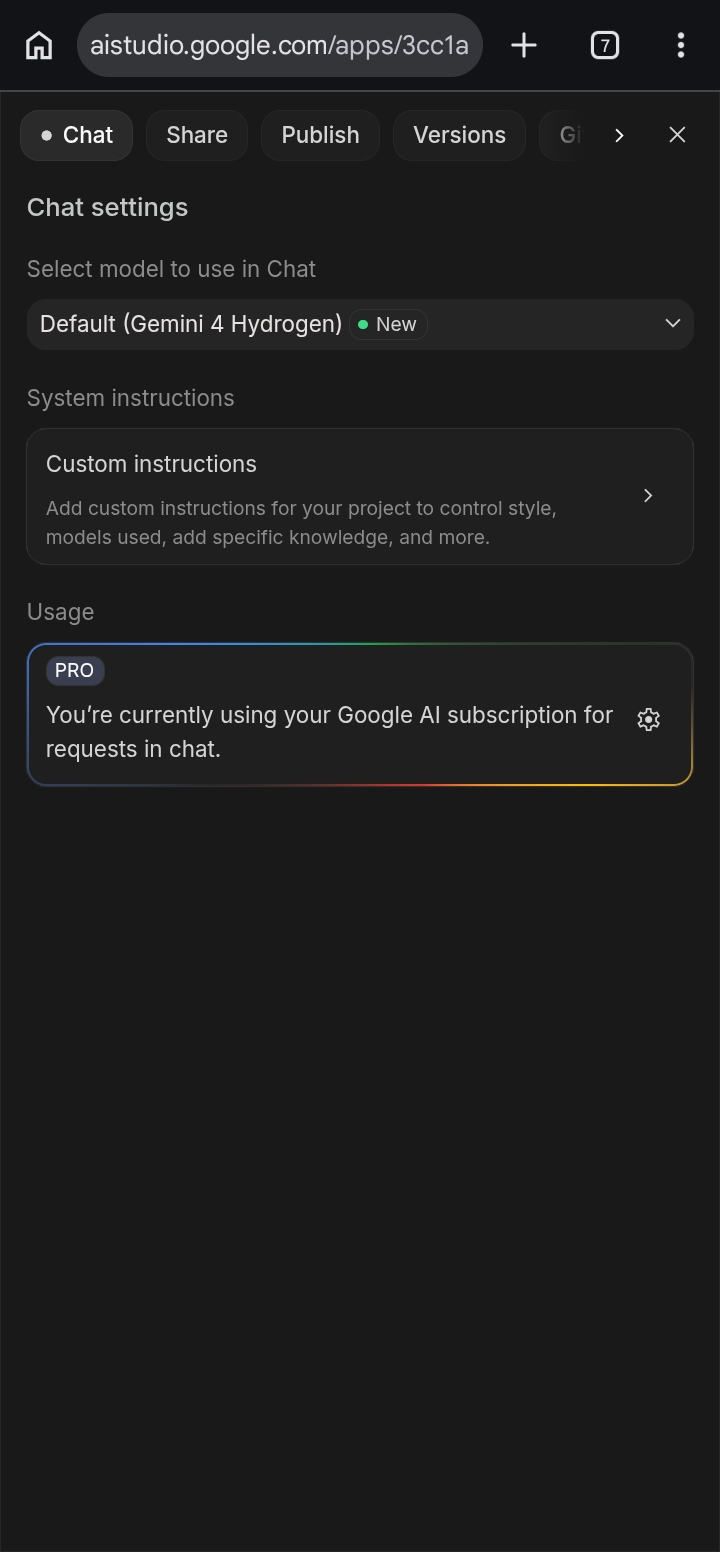 aistudio.google.com/apps/3cc1a
7
Chat
Share
Publish
Versions
Chat settings
Select model to use in Chat
Default (Gemini 4 Hydrogen)
New
System instructions
Custom instructions
Add custom instructions for your project to control style,
models used, add specific knowledge, and more.
Usage
PRO
You’re currently using your Google AI subscription for
requests in chat.